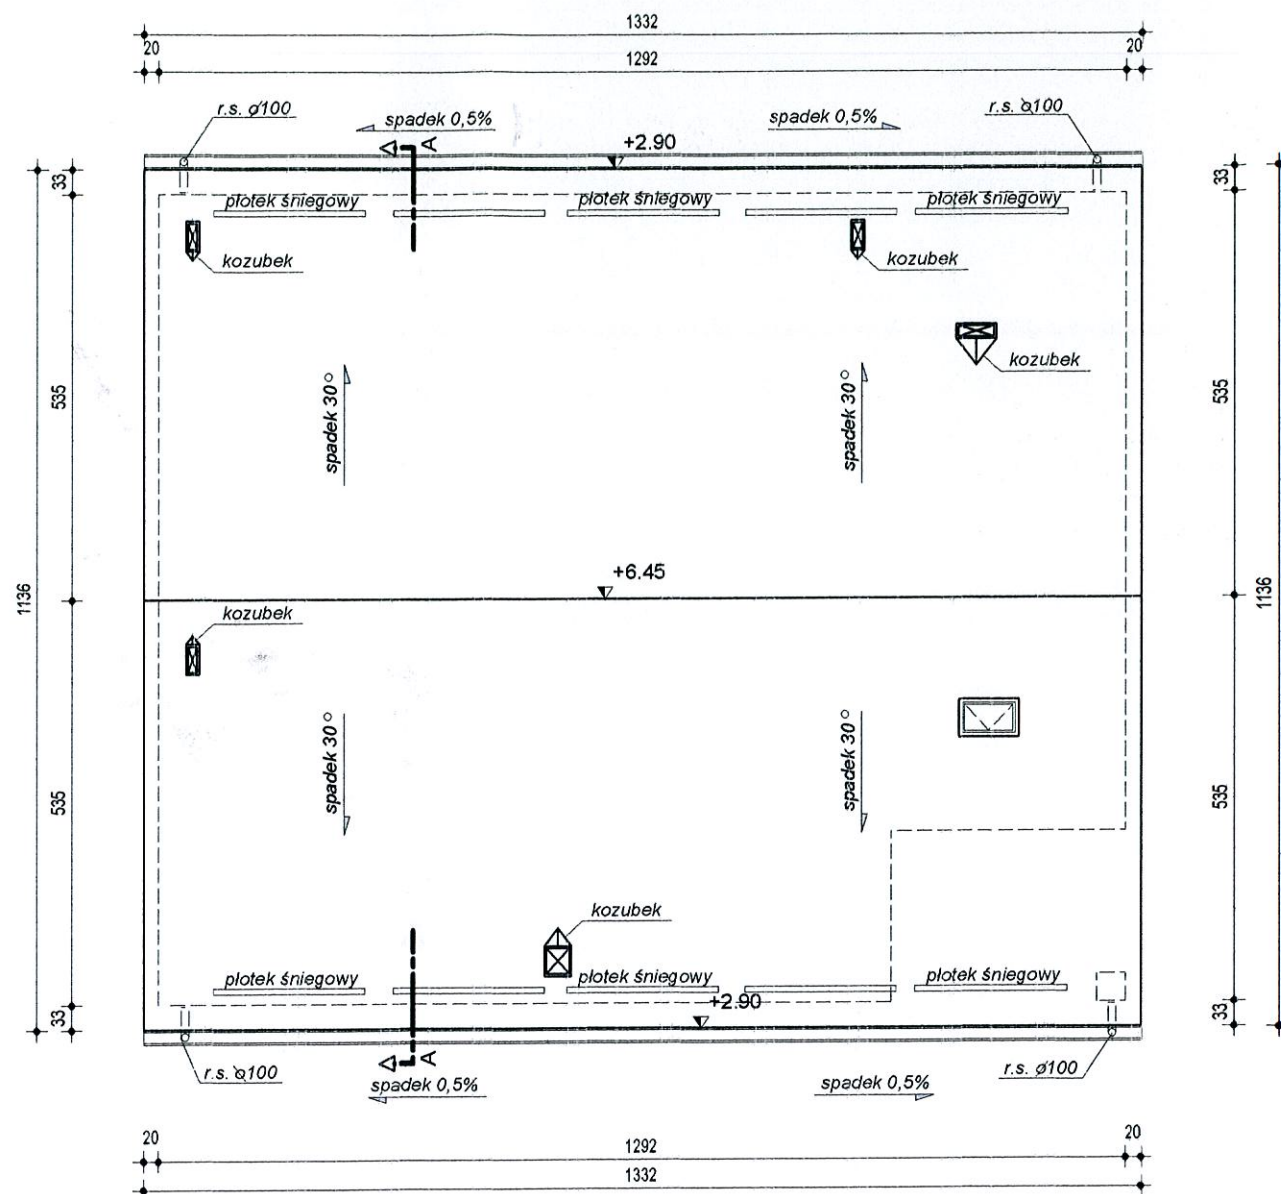 1332
20
20
1292
r.s. ø100
spadek 0,5%
spadek 0,5%
r.s. ø100
A
+2.90
33
33
płotek śniegowy
płotek śniegowy
płotek śniegowy
kozubek
kozubek
kozubek
535
spadek 30°
spadek 30°
535
1136
+6.45
1136
kozubek
spadek 30°
spadek 30°
535
535
kozubek
płotek śniegowy
płotek śniegowy
płotek śniegowy
+2.90
33
33
A
r.s. ø100
spadek 0,5%
spadek 0,5%
r.s. ø100
20
1292
20
1332